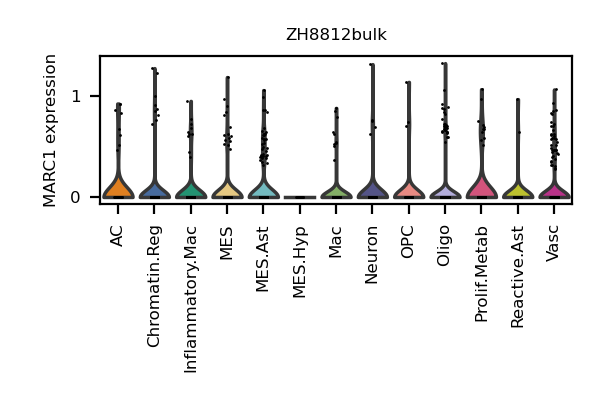 ZH8812bulk
MARC1 expression
1
0
AC
Chromatin.Reg
Inflammatory.Mac
MES
MES.Ast
MES.Hyp
Mac
Neuron
OPC
Oligo
Prolif.Metab
Reactive.Ast
Vasc